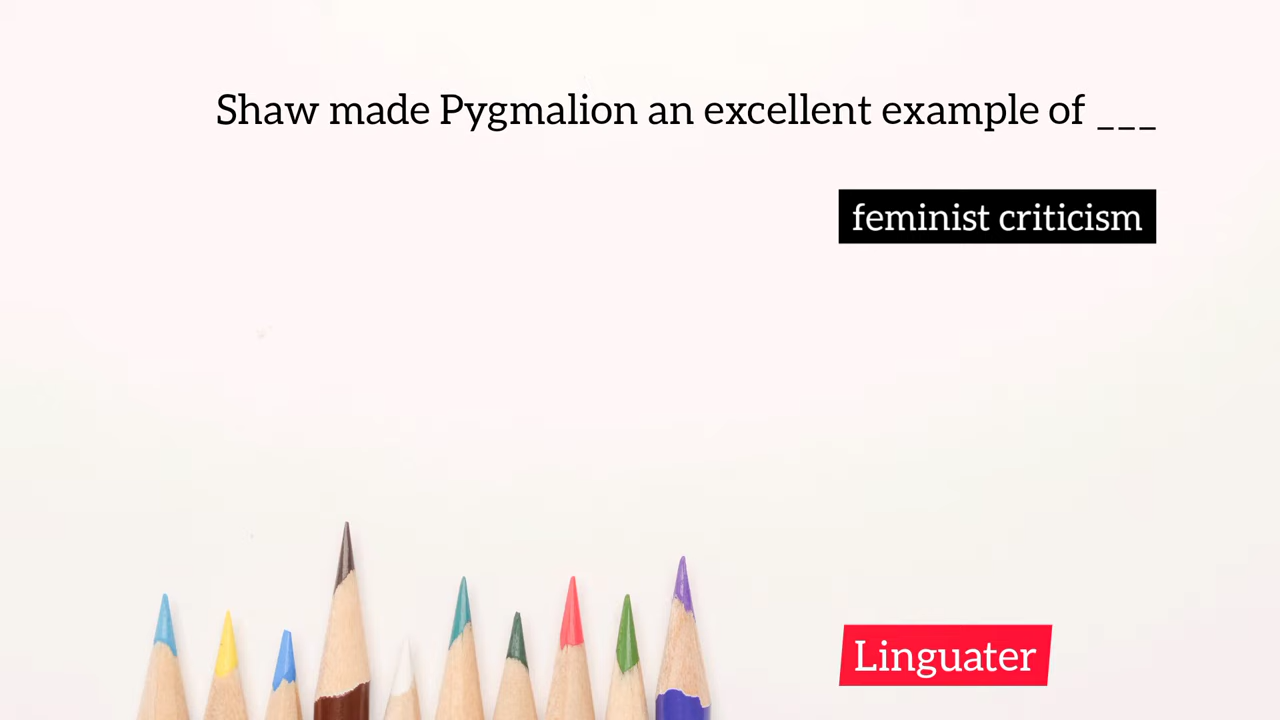 Shaw made Pygmalion an excellent example of ___
feminist criticism
Linguater